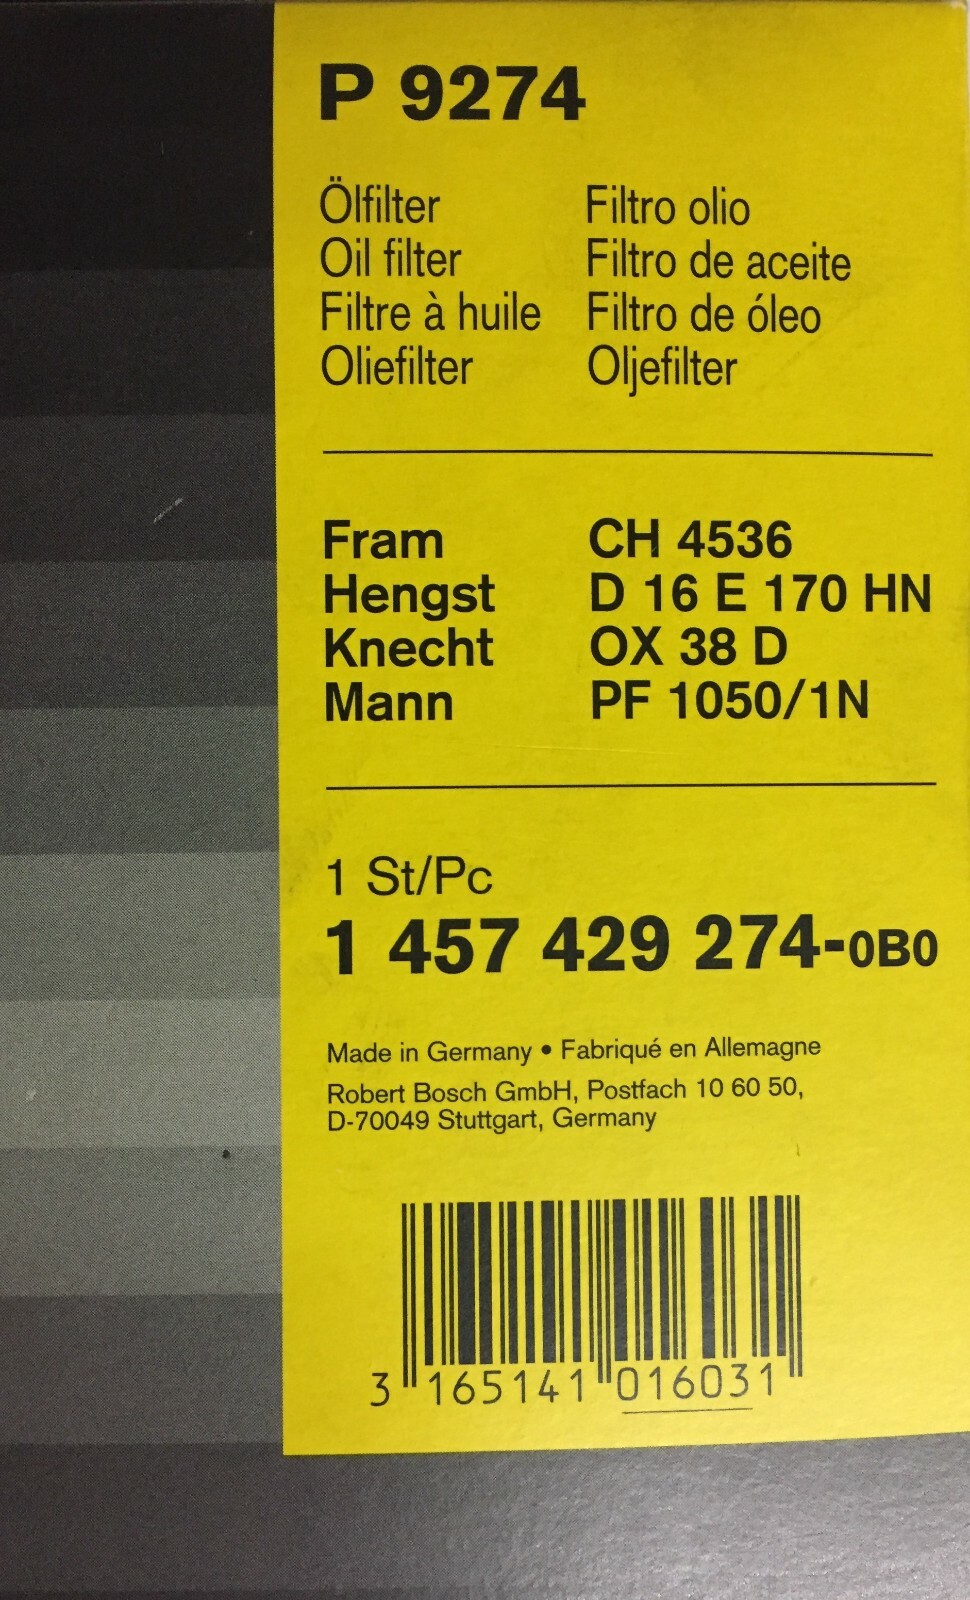 P 9274
Ölfilter Filtro olio
Oil filter Filtro de aceite
Filtre à huile Filtro de óleo
Oliefilter Oljefilter
Fram CH 4536
Hengst D 16 E 170 HN
Knecht OX 38 D
Mann PF 1050/1N
1 St/Pc
1 457 429 274-0B0
Made in Germany • Fabriqué en Allemagne
Robert Bosch GmbH, Postfach 10 60 50,
D-70049 Stuttgart, Germany
3 165141 016031